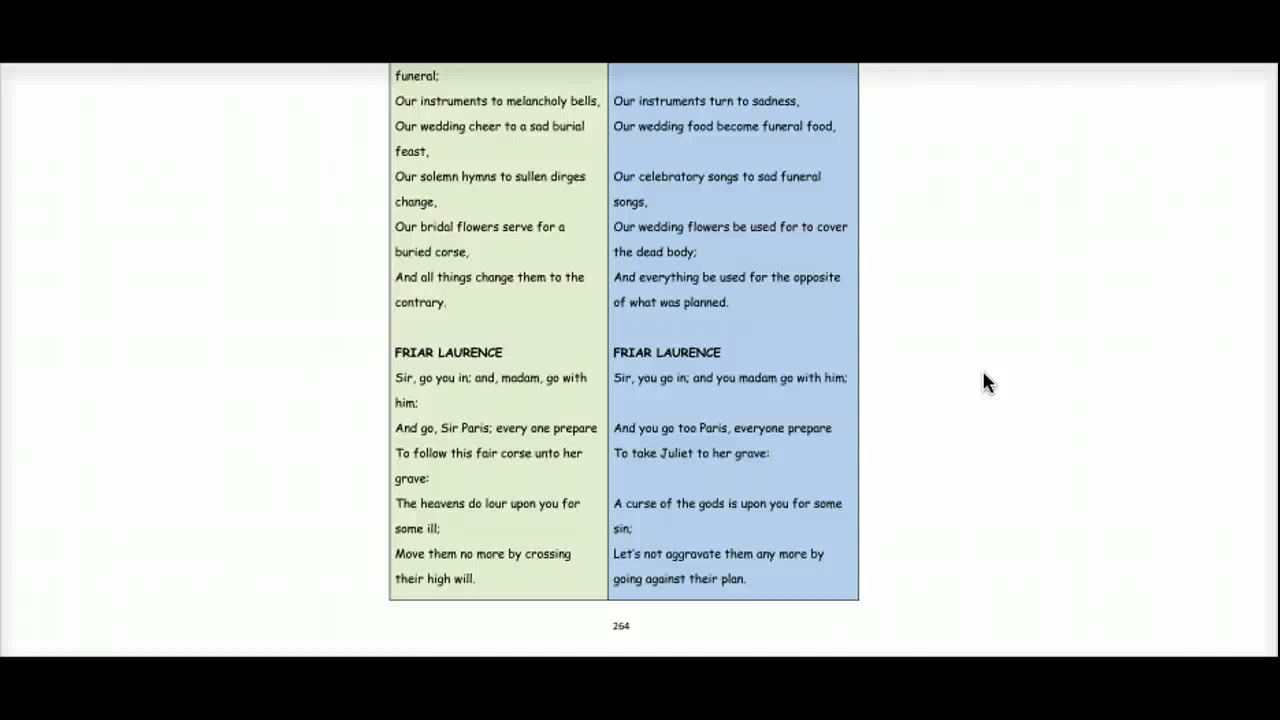 funeral;
Our instruments to melancholy bells,
Our wedding cheer to a sad burial
feast,
Our solemn hymns to sullen dirges
change,
Our bridal flowers serve for a
buried corse,
And all things change them to the
contrary.
FRIAR LAURENCE
Sir, go you in; and, madam, go with
him;
And go, Sir Paris; every one prepare
To follow this fair corse unto her
grave:
The heavens do lour upon you for
some ill;
Move them no more by crossing
their high will.
Our instruments turn to sadness,
Our wedding food become funeral food,
Our celebratory songs to sad funeral
songs,
Our wedding flowers be used for to cover
the dead body;
And everything be used for the opposite
of what was planned.
FRIAR LAURENCE
Sir, you go in; and you madam go with him;
And you go too Paris, everyone prepare
To take Juliet to her grave:
A curse of the gods is upon you for some
sin;
Let's not aggravate them any more by
going against their plan.
264